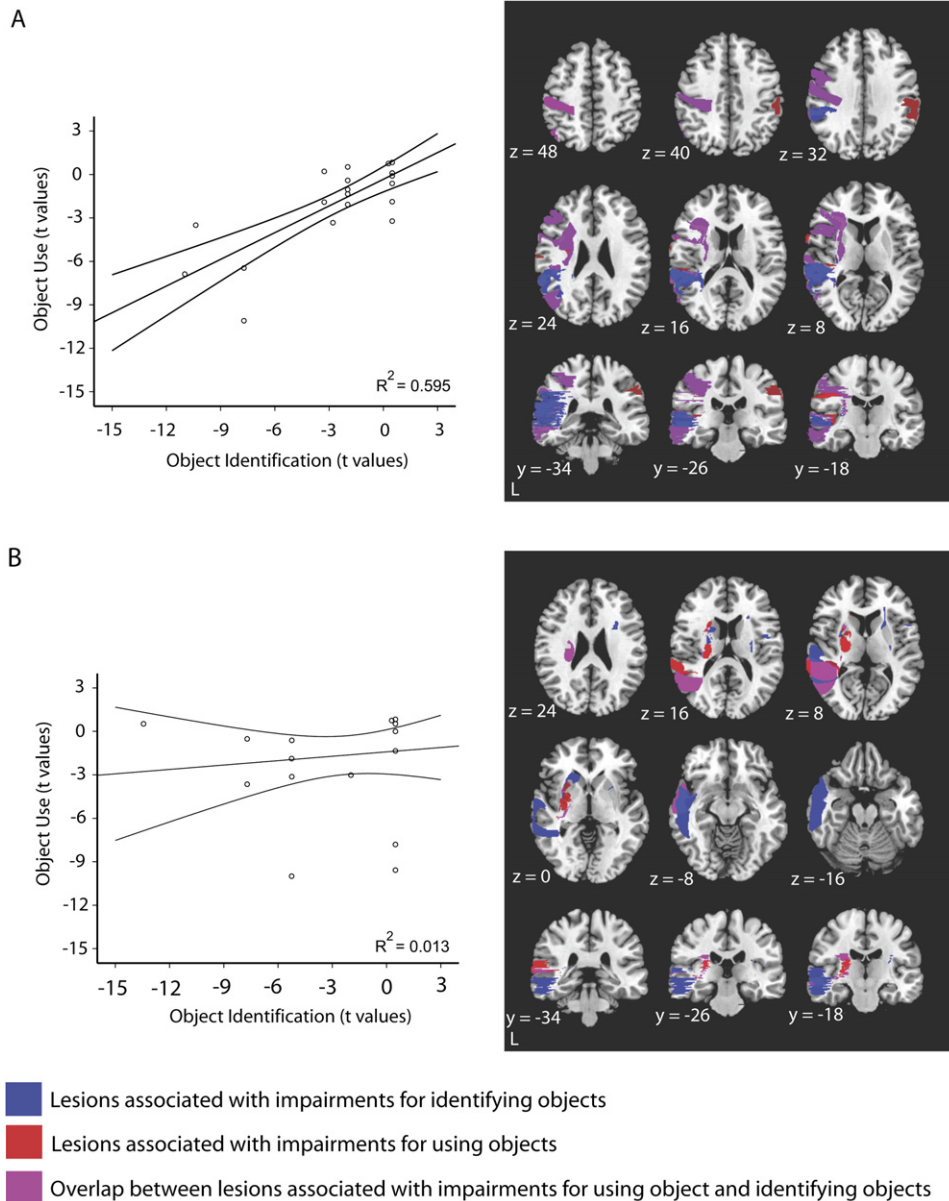 A
3
0
-3
-6
-9
-12
-15
Object Use (t values)
R2 = 0.595
-15 -12 -9 -6 -3 0 3
Object Identification (t values)
z = 48 z = 40 z = 32
z = 24 z = 16 z = 8
y = -34 y = -26 y = -18
L
B
3
0
-3
-6
-9
-12
-15
Object Use (t values)
R2 = 0.013
-15 -12 -9 -6 -3 0 3
Object Identification (t values)
z = 24 z = 16 z = 8
z = 0 z = -8 z = -16
y = -34 y = -26 y = -18
L
Lesions associated with impairments for identifying objects
Lesions associated with impairments for using objects
Overlap between lesions associated with impairments for using object and identifying objects